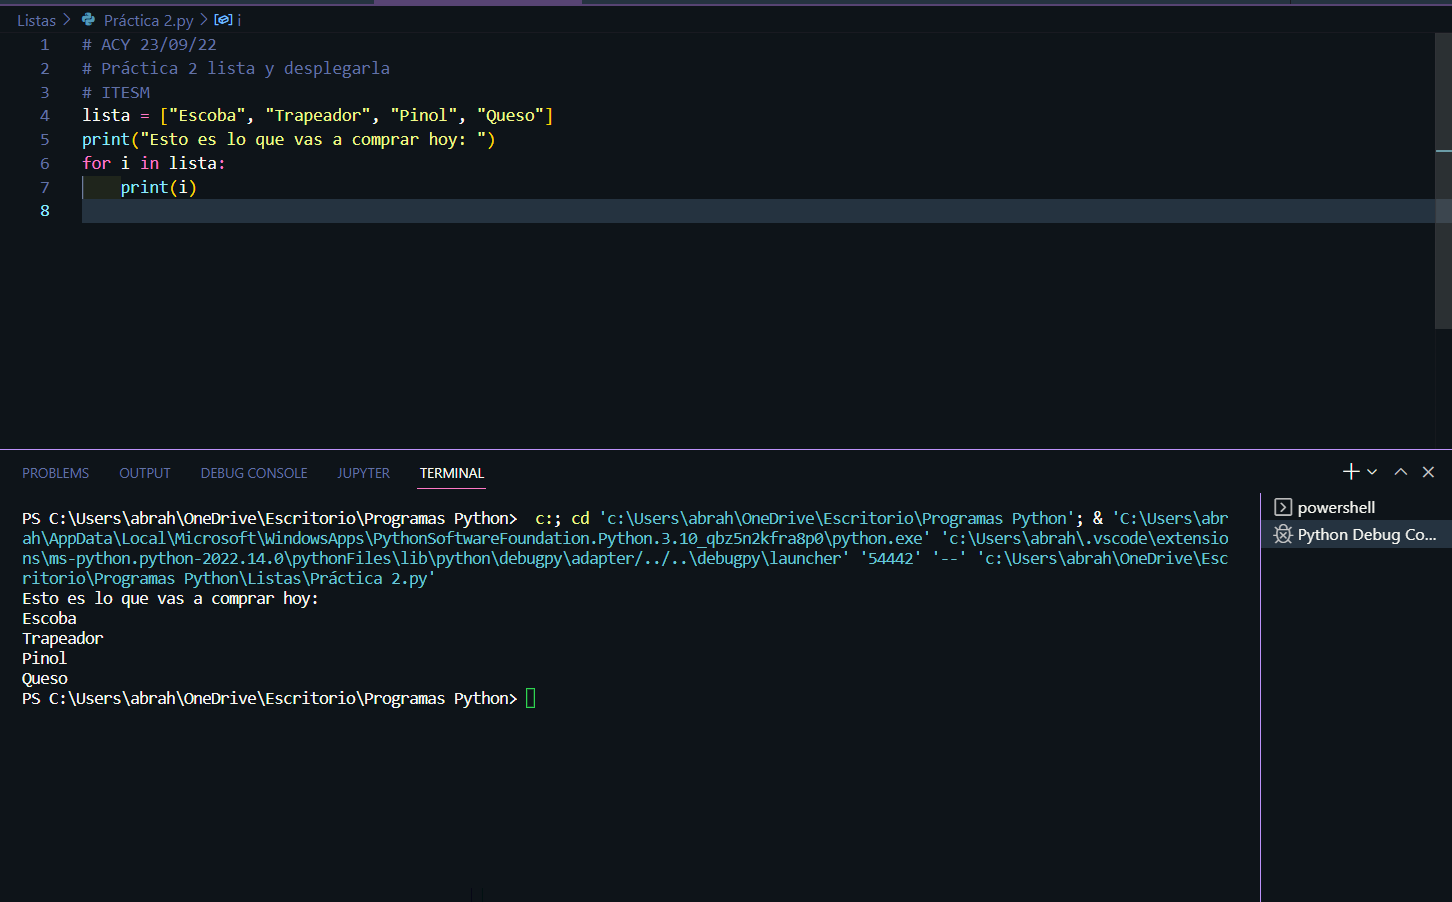 Listas > Práctica 2.py > i
1 # ACY 23/09/22
2 # Práctica 2 lista y desplegarla
3 # ITESM
4 lista = ["Escoba", "Trapeador", "Pinol", "Queso"]
5 print("Esto es lo que vas a comprar hoy: ")
6 for i in lista:
7     print(i)
8
PROBLEMS OUTPUT DEBUG CONSOLE JUPYTER TERMINAL
powershell
Python Debug Co...
PS C:\Users\abrah\OneDrive\Escritorio\Programas Python>  c:; cd 'c:\Users\abrah\OneDrive\Escritorio\Programas Python'; & 'C:\Users\abr
ah\AppData\Local\Microsoft\WindowsApps\PythonSoftwareFoundation.Python.3.10_qbz5n2kfra8p0\python.exe' 'c:\Users\abrah\.vscode\extensio
ns\ms-python.python-2022.14.0\pythonFiles\lib\python\debugpy\adapter/../..\debugpy\launcher' '54442' '--' 'c:\Users\abrah\OneDrive\Esc
ritorio\Programas Python\Listas\Práctica 2.py'
Esto es lo que vas a comprar hoy:
Escoba
Trapeador
Pinol
Queso
PS C:\Users\abrah\OneDrive\Escritorio\Programas Python>